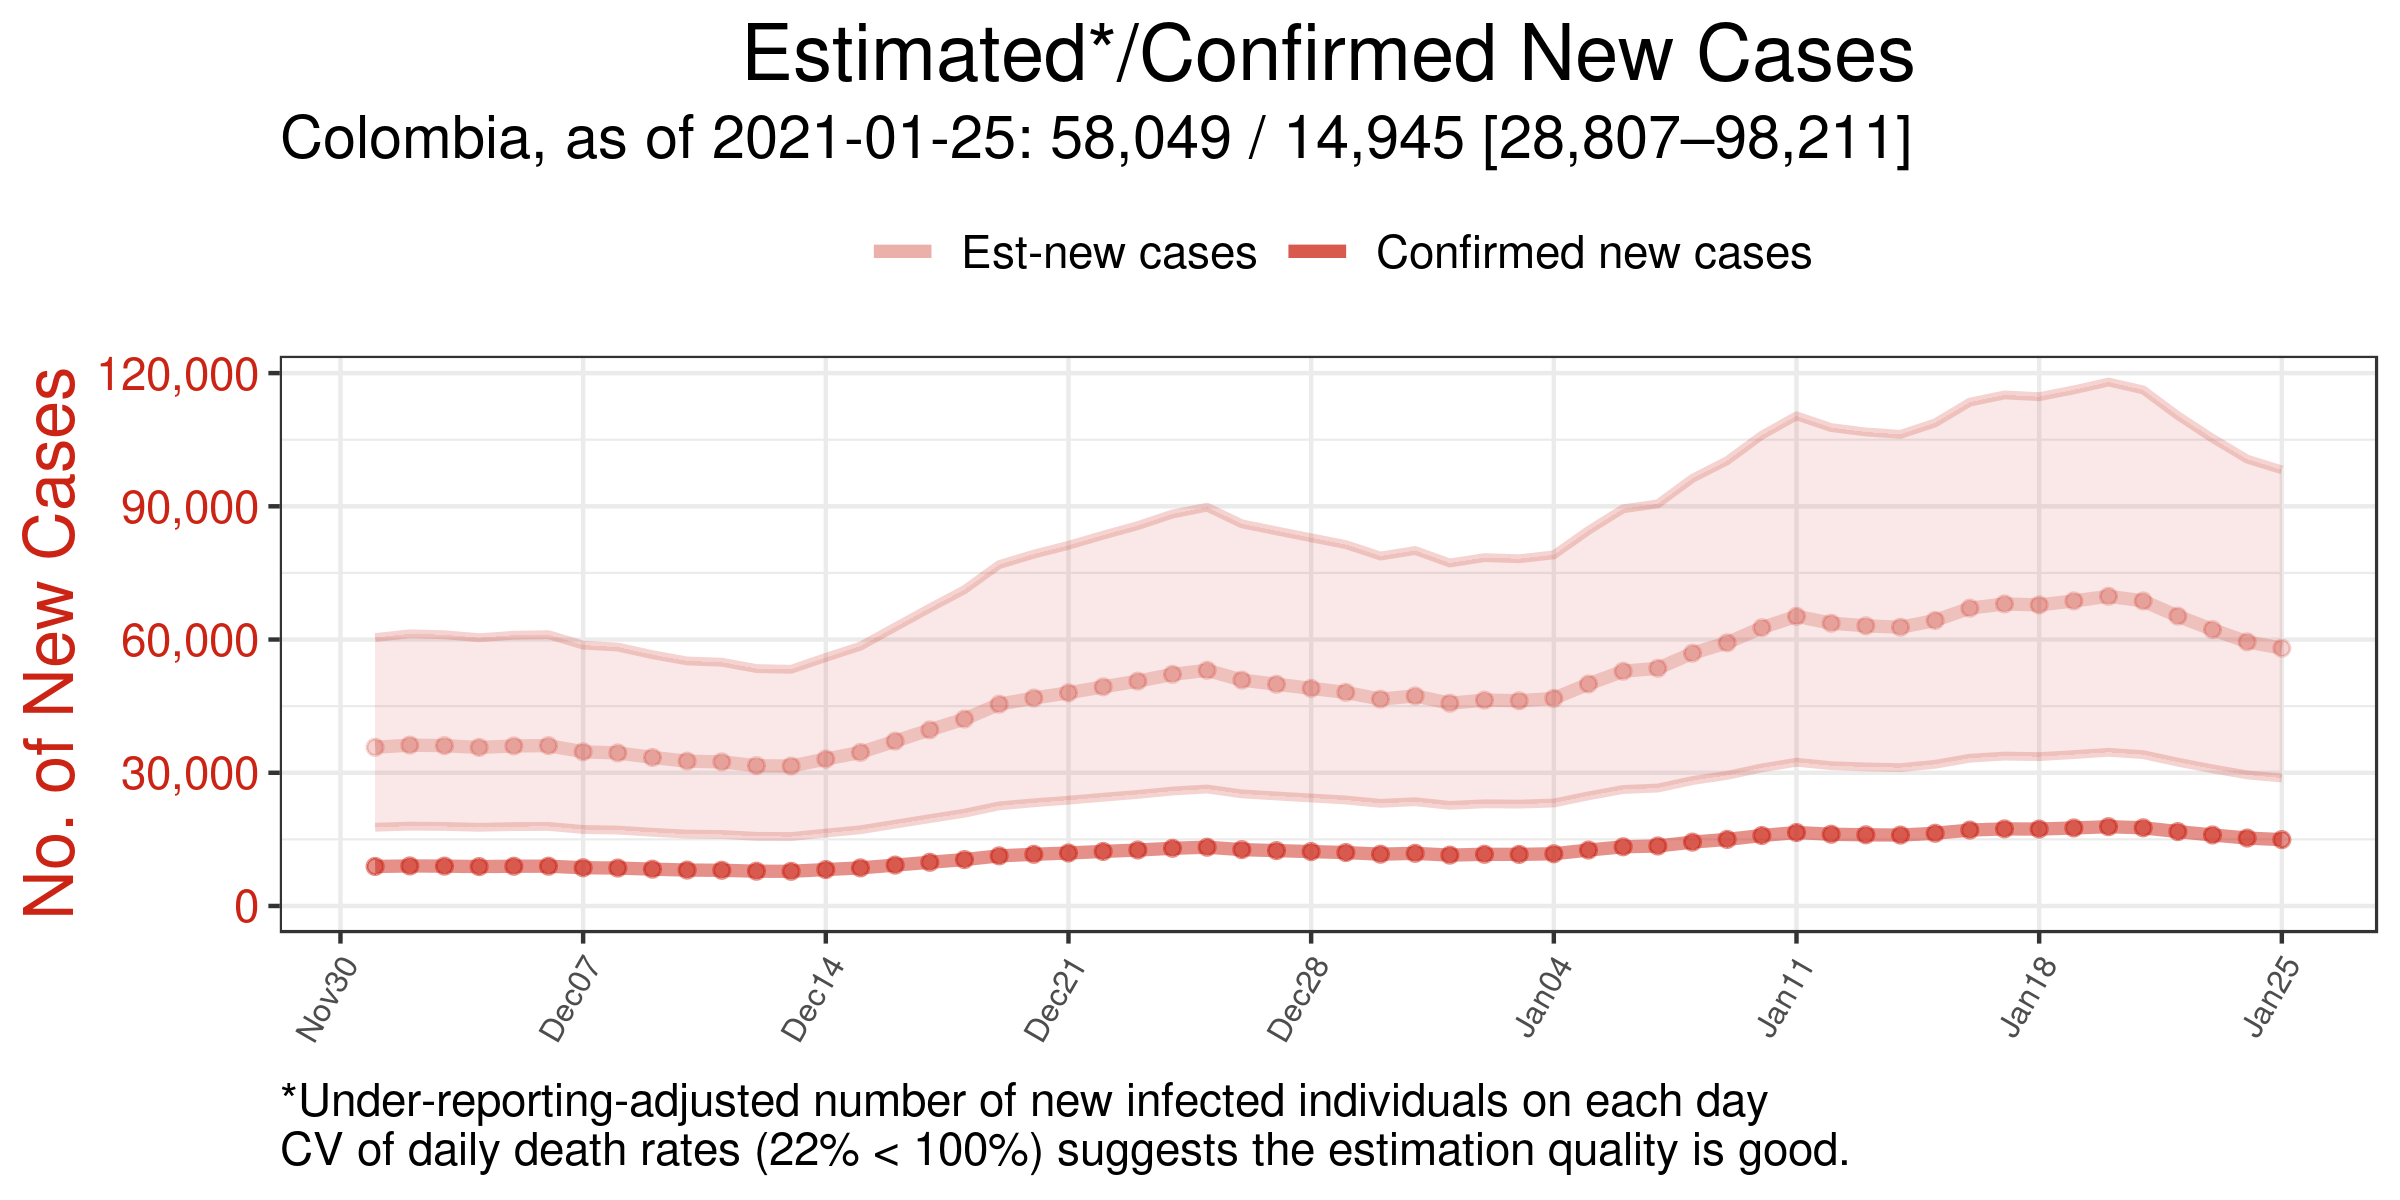 Estimated*/Confirmed New Cases
Colombia, as of 2021-01-25: 58,049 / 14,945 [28,807–98,211]
Est-new cases
Confirmed new cases
No. of New Cases
120,000
90,000
60,000
30,000
0
Nov30
Dec07
Dec14
Dec21
Dec28
Jan04
Jan11
Jan18
Jan25
*Under-reporting-adjusted number of new infected individuals on each day
CV of daily death rates (22% < 100%) suggests the estimation quality is good.